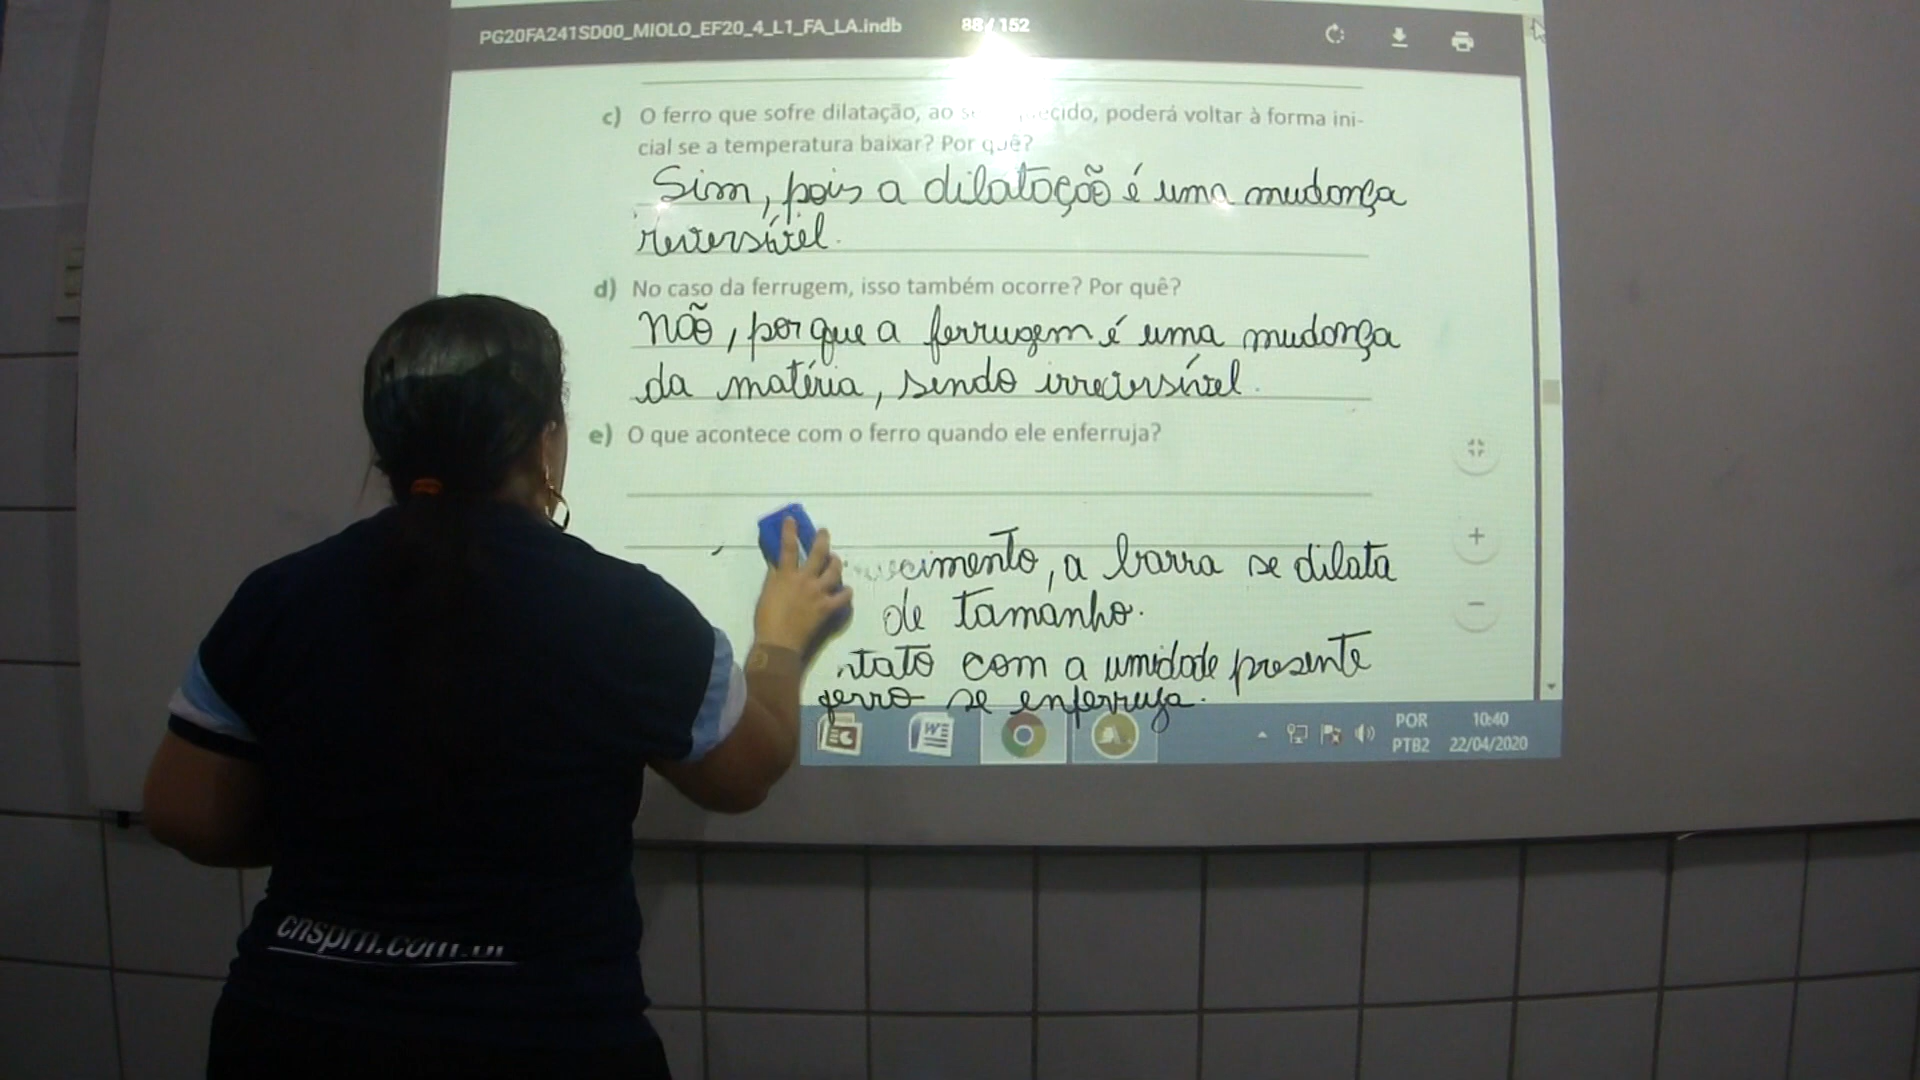 PG20FA241SD00_MIOLO_EF20_4_L1_FA_LA.indb 88 / 152
c) O ferro que sofre dilatação, ao poderá voltar à forma ini-
cial se a temperatura baixar? Por quê?
Sim, pois a dilatação é uma mudança
reversível.
d) No caso da ferrugem, isso também ocorre? Por quê?
Não, porque a ferrugem é uma mudança
da matéria, sendo irreversível.
e) O que acontece com o ferro quando ele enferruja?
, a barra se dilata
de tamanho.
com a umidade presente
ferro se enferruja.
POR 10:40
PTB2 22/04/2020
cnsprn.com.br